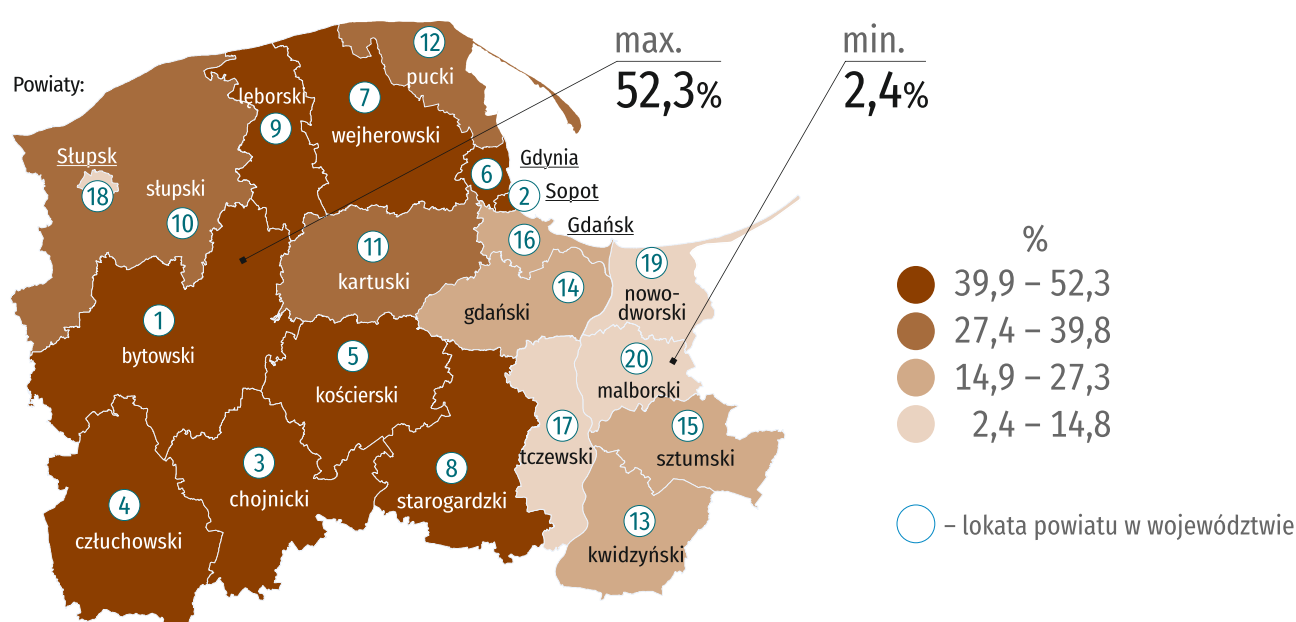 Powiaty:
max.
52,3%
min.
2,4%
12
pucki
lęborski
7
9
wejherowski
Słupsk
18
słupski
10
6
Gdynia
2
Sopot
Gdańsk
16
11
kartuski
19
nowo-
dworski
14
gdański
1
bytowski
5
kościerski
20
malborski
17
tczewski
15
sztumski
3
chojnicki
8
starogardzki
4
człuchowski
13
kwidzyński
%
39,9 – 52,3
27,4 – 39,8
14,9 – 27,3
2,4 – 14,8
– lokata powiatu w województwie